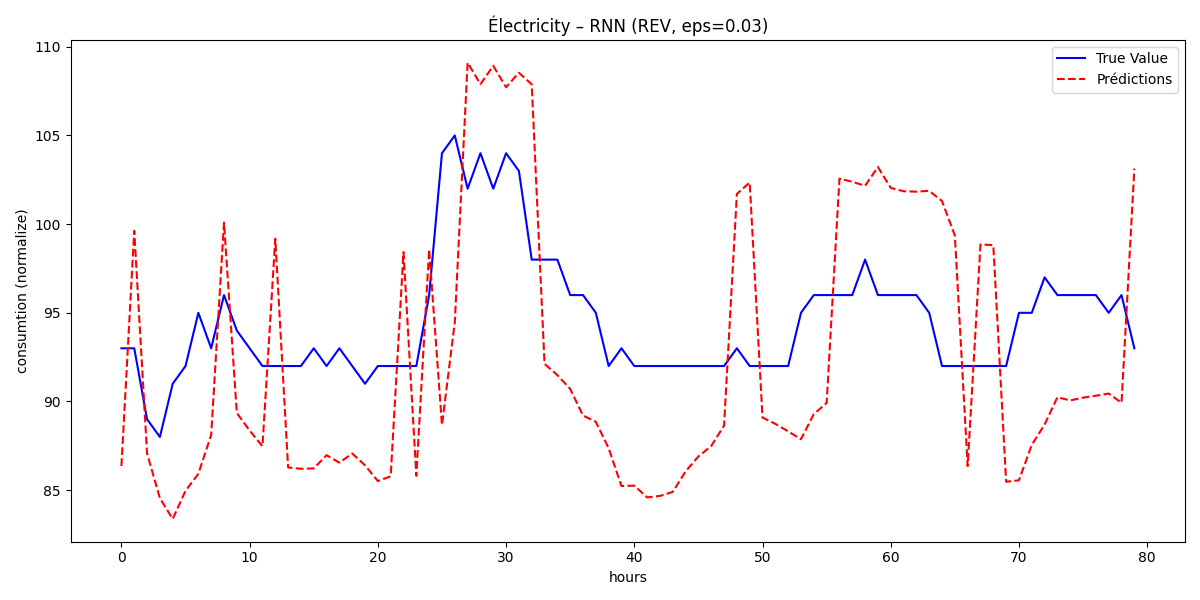 Électricity – RNN (REV, eps=0.03)
True Value
Prédictions
consumtion (normalize)
110
105
100
95
90
85
0 10 20 30 40 50 60 70 80
hours